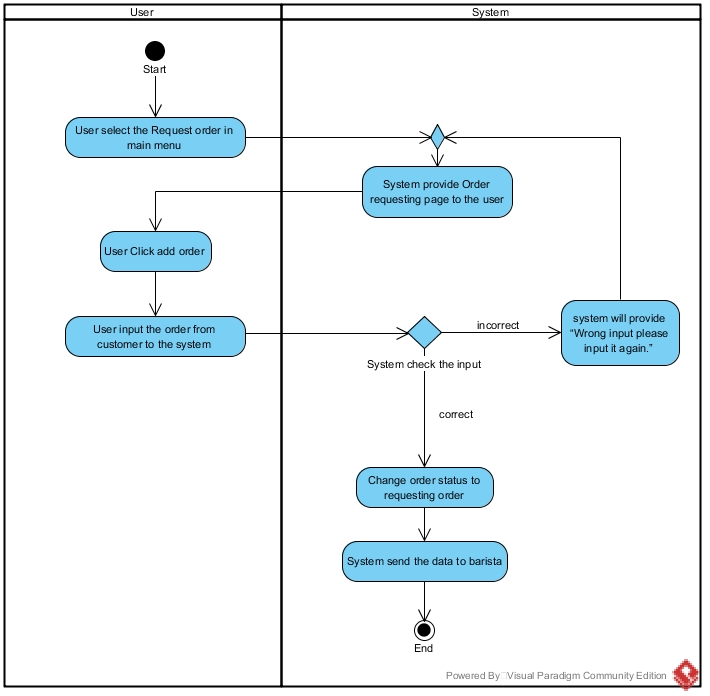 User
System
Start
User select the Request order in
main menu
System provide Order
requesting page to the user
User Click add order
User input the order from
customer to the system
incorrect
system will provide
“Wrong input please
input it again.”
System check the input
correct
Change order status to
requesting order
System send the data to barista
End
Powered By Visual Paradigm Community Edition